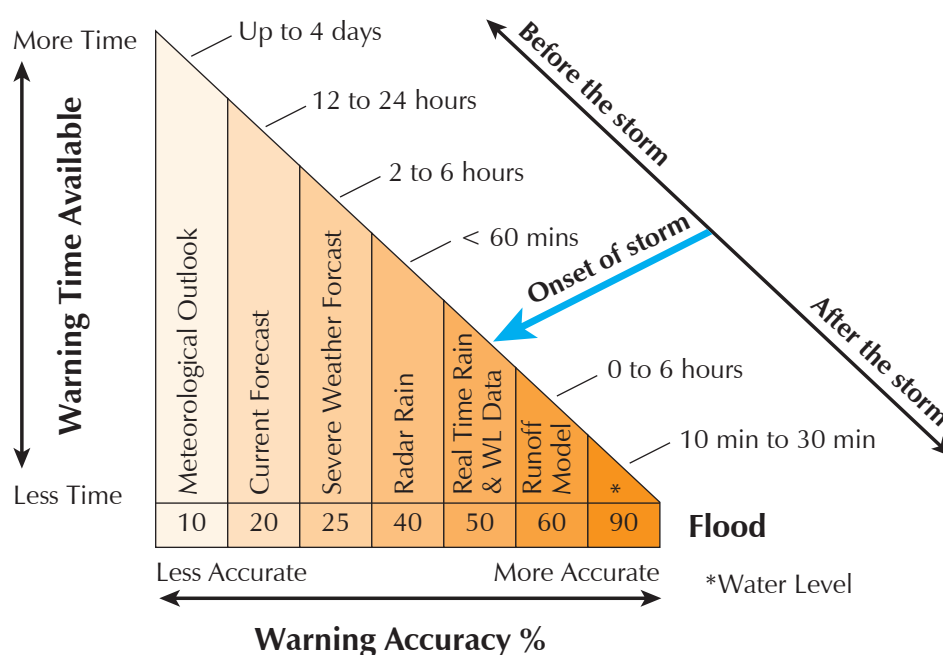 More Time
Warning Time Available
Less Time
Up to 4 days
12 to 24 hours
2 to 6 hours
< 60 mins
0 to 6 hours
10 min to 30 min
Before the storm
Onset of storm
After the storm
Meteorological Outlook
Current Forecast
Severe Weather Forcast
Radar Rain
Real Time Rain
& WL Data
Runoff
Model
*
10 20 25 40 50 60 90
Flood
Less Accurate
More Accurate
*Water Level
Warning Accuracy %